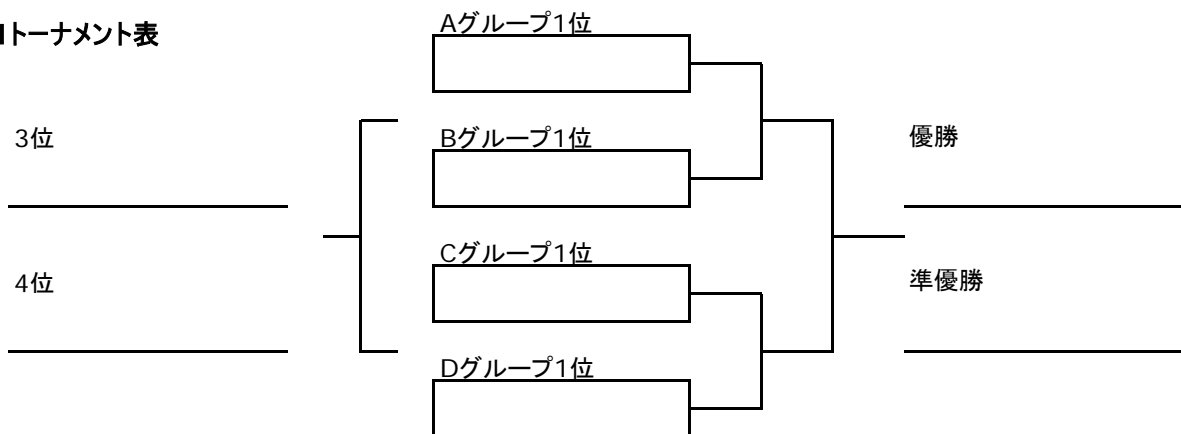 トーナメント表
Aグループ1位
3位
Bグループ1位
優勝
Cグループ1位
4位
準優勝
Dグループ1位